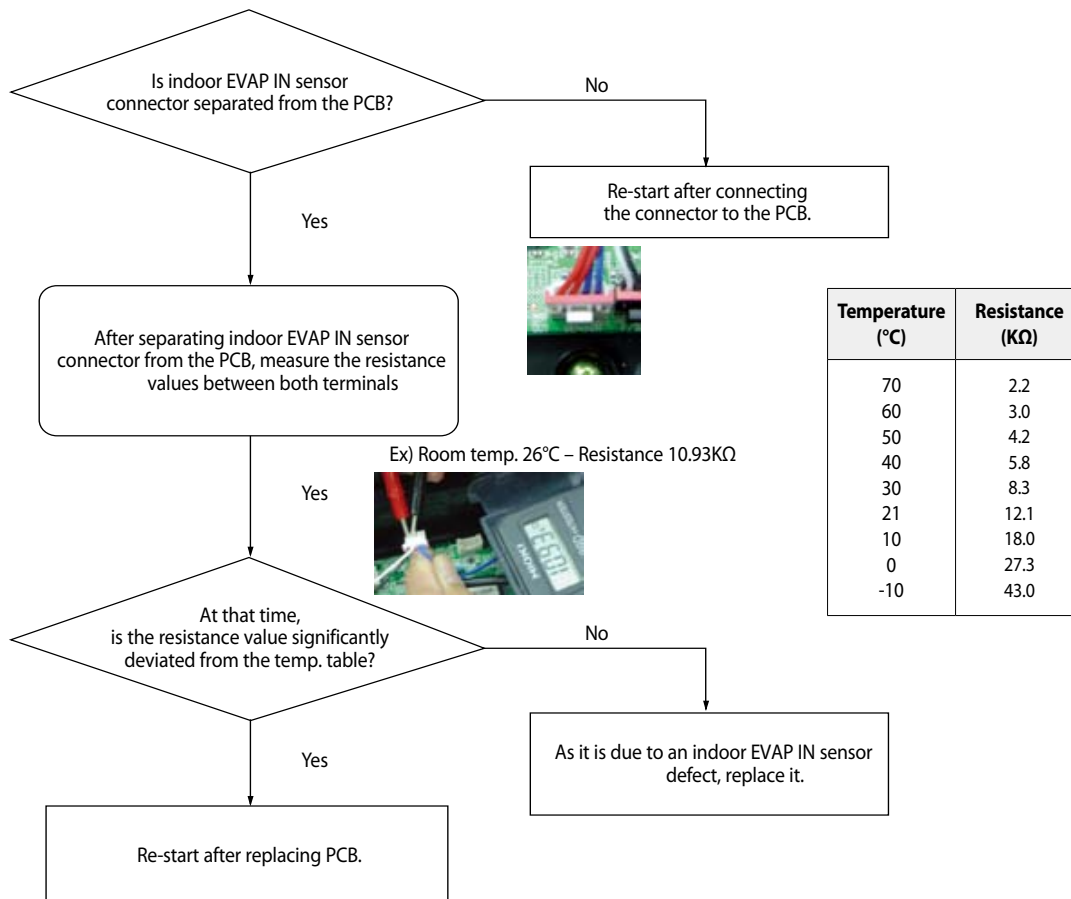 Is indoor EVAP IN sensor
connector separated from the PCB?
No
Re-start after connecting
the connector to the PCB.
Yes
After separating indoor EVAP IN sensor
connector from the PCB, measure the resistance
values between both terminals
Ex) Room temp. 26°C – Resistance 10.93KΩ
Yes
Temperature Resistance
(°C) (KΩ)
70 2.2
60 3.0
50 4.2
40 5.8
30 8.3
21 12.1
10 18.0
0 27.3
-10 43.0
At that time,
is the resistance value significantly
deviated from the temp. table?
No
As it is due to an indoor EVAP IN sensor
defect, replace it.
Yes
Re-start after replacing PCB.
HIOKI